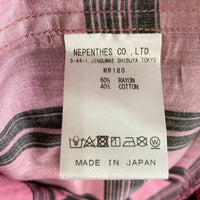 NEPENTHES CO., LTD.
5-44-1 JINGUMAE SHIBUYA TOKYO
MR180
60% RAYON
40% COTTON
MADE IN JAPAN